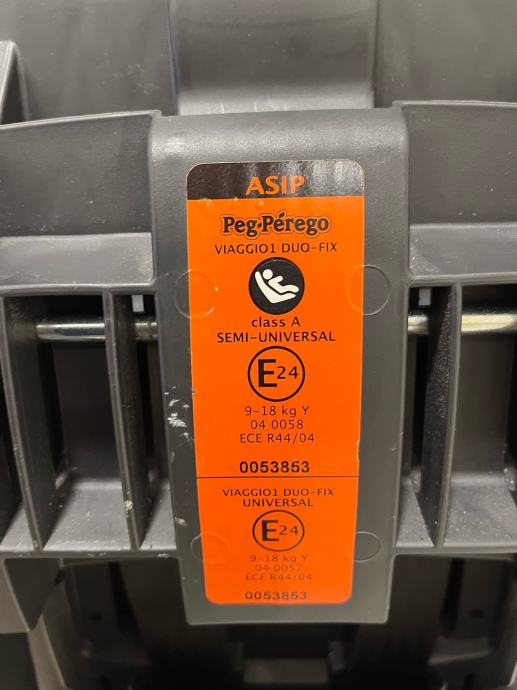 ASIP
Peg-Pérego
VIAGGIO1 DUO-FIX
class A
SEMI-UNIVERSAL
E24
9-18 kg Y
04 0058
ECE R44/04
0053853
VIAGGIO1 DUO-FIX
UNIVERSAL
E24
9-18 kg Y
04 0057
ECE R44/04
0053853